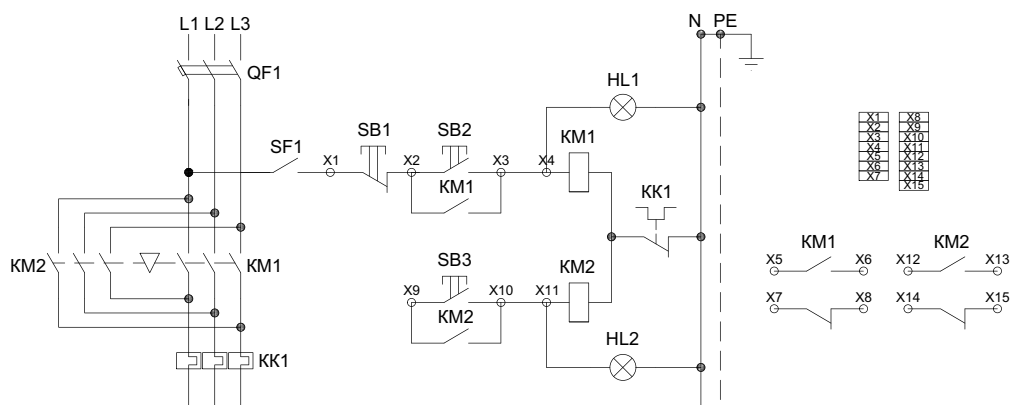 L1 L2 L3 N PE
QF1
HL1
X1 X8
X2 X9
X3 X10
X4 X11
X5 X12
X6 X13
X7 X14
X15
SF1 X1 SB1 X2 SB2 X3 X4 KM1
KM1
KK1
KM2 KM1
KM1 KM2
X5 X6 X12 X13
SB3 KM2
X9 X10 X11
KM2
X7 X8 X14 X15
HL2
KK1